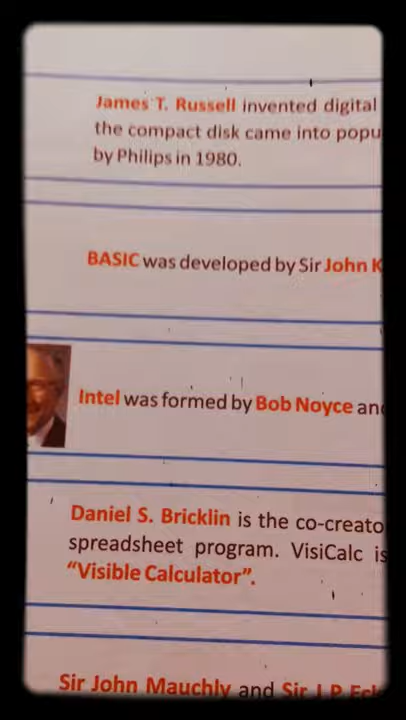 James T. Russell invented digital
the compact disk came into popu
by Philips in 1980.
BASIC was developed by Sir John K
Intel was formed by Bob Noyce an
Daniel S. Bricklin is the co-creato
spreadsheet program. VisiCalc is
"Visible Calculator".
Sir John Mauchly and Sir J P Eck